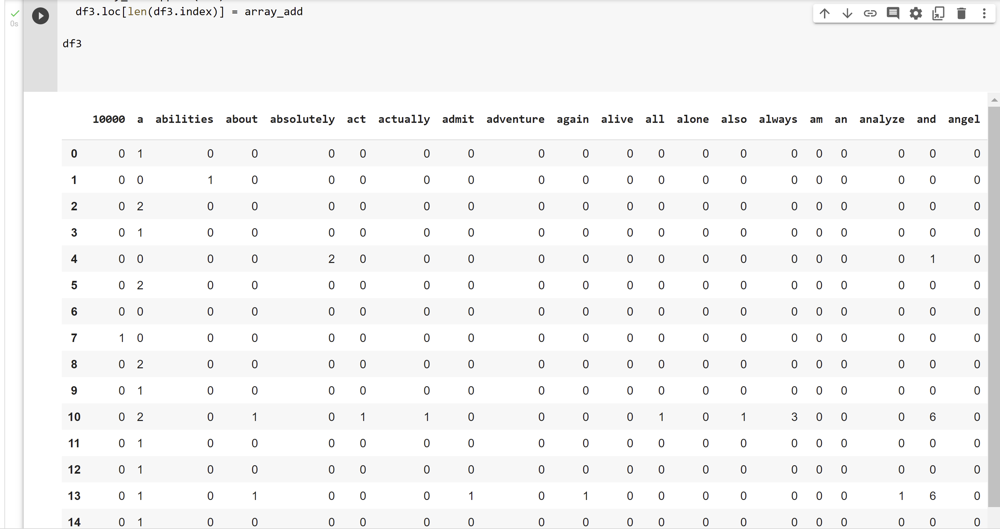 df3.loc[len(df3.index)] = array_add
0s
df3
10000 a abilities about absolutely act actually admit adventure again alive all alone also always am an analyze and angel
0 0 1 0 0 0 0 0 0 0 0 0 0 0 0 0 0 0 0 0 0
1 0 0 1 0 0 0 0 0 0 0 0 0 0 0 0 0 0 0 0 0
2 0 2 0 0 0 0 0 0 0 0 0 0 0 0 0 0 0 0 0 0
3 0 1 0 0 0 0 0 0 0 0 0 0 0 0 0 0 0 0 0 0
4 0 0 0 0 2 0 0 0 0 0 0 0 0 0 0 0 0 0 1 0
5 0 2 0 0 0 0 0 0 0 0 0 0 0 0 0 0 0 0 0 0
6 0 0 0 0 0 0 0 0 0 0 0 0 0 0 0 0 0 0 0 0
7 1 0 0 0 0 0 0 0 0 0 0 0 0 0 0 0 0 0 0 0
8 0 2 0 0 0 0 0 0 0 0 0 0 0 0 0 0 0 0 0 0
9 0 1 0 0 0 0 0 0 0 0 0 0 0 0 0 0 0 0 0 0
10 0 2 0 1 0 1 1 0 0 0 0 1 0 1 3 0 0 0 6 0
11 0 1 0 0 0 0 0 0 0 0 0 0 0 0 0 0 0 0 0 0
12 0 1 0 0 0 0 0 0 0 0 0 0 0 0 0 0 0 0 0 0
13 0 1 0 1 0 0 0 1 0 1 0 0 0 0 0 0 0 1 6 0
14 0 1 0 0 0 0 0 0 0 0 0 0 0 0 0 0 0 0 0 0